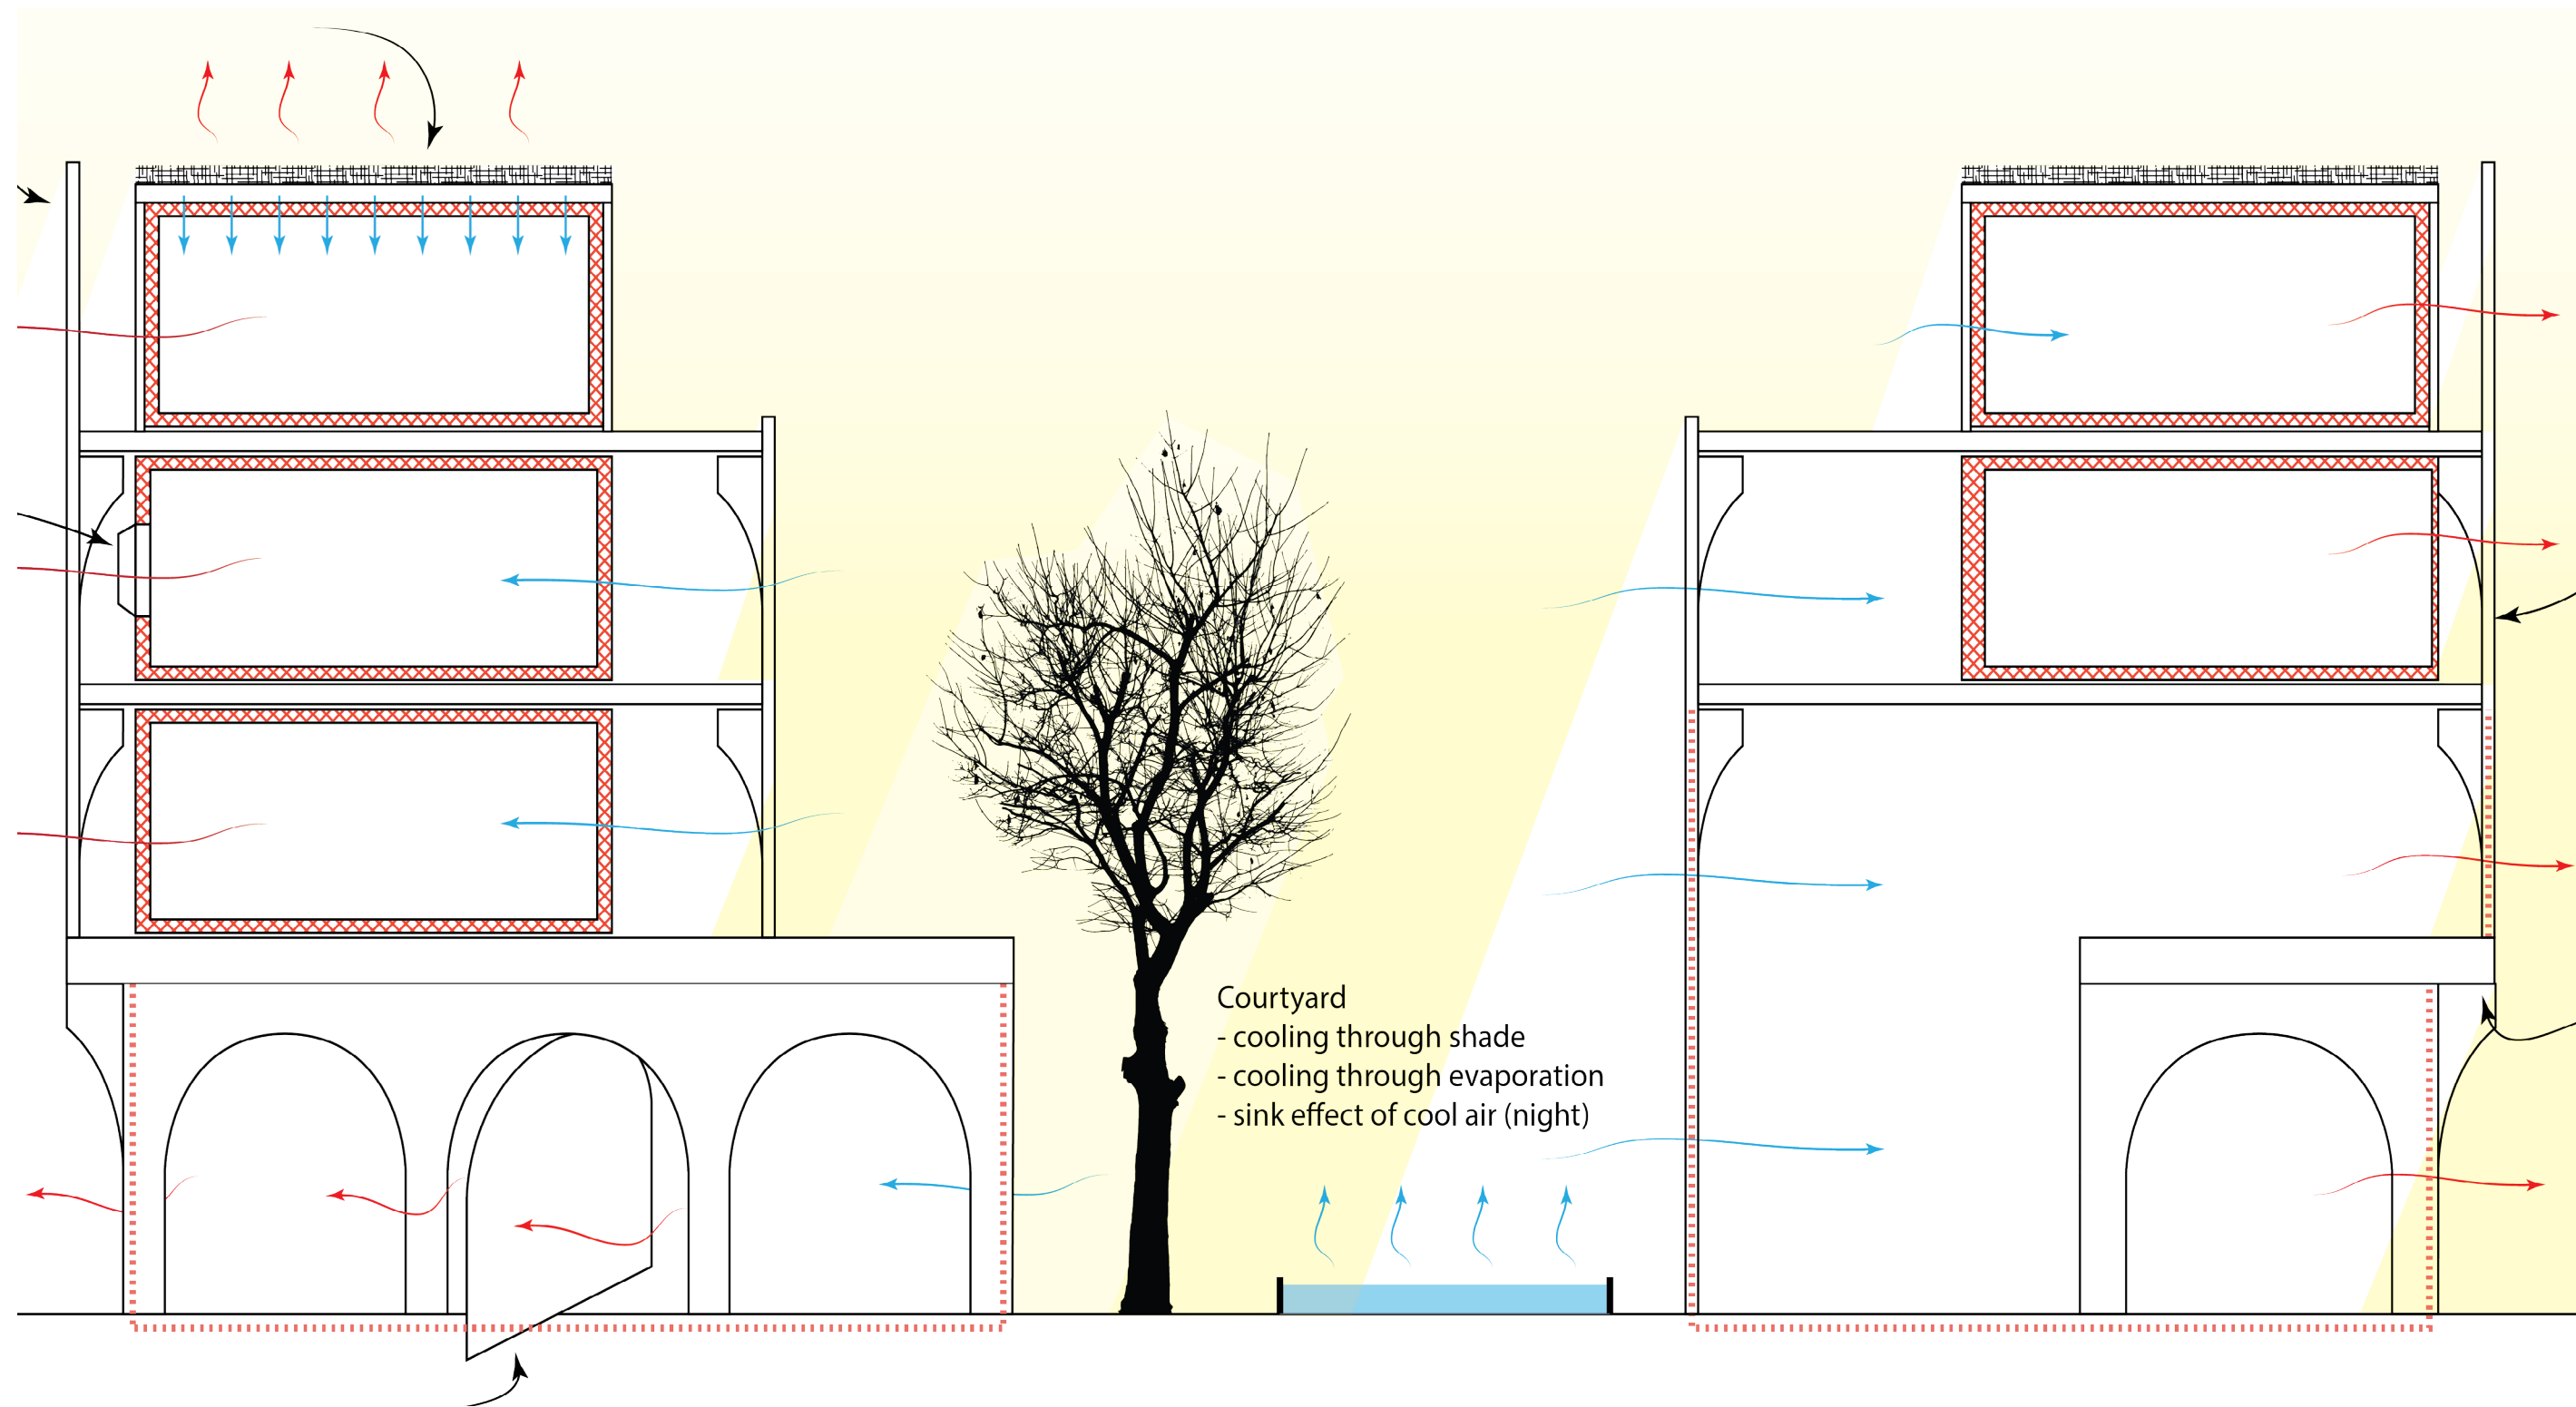 Courtyard
- cooling through shade
- cooling through evaporation
- sink effect of cool air (night)